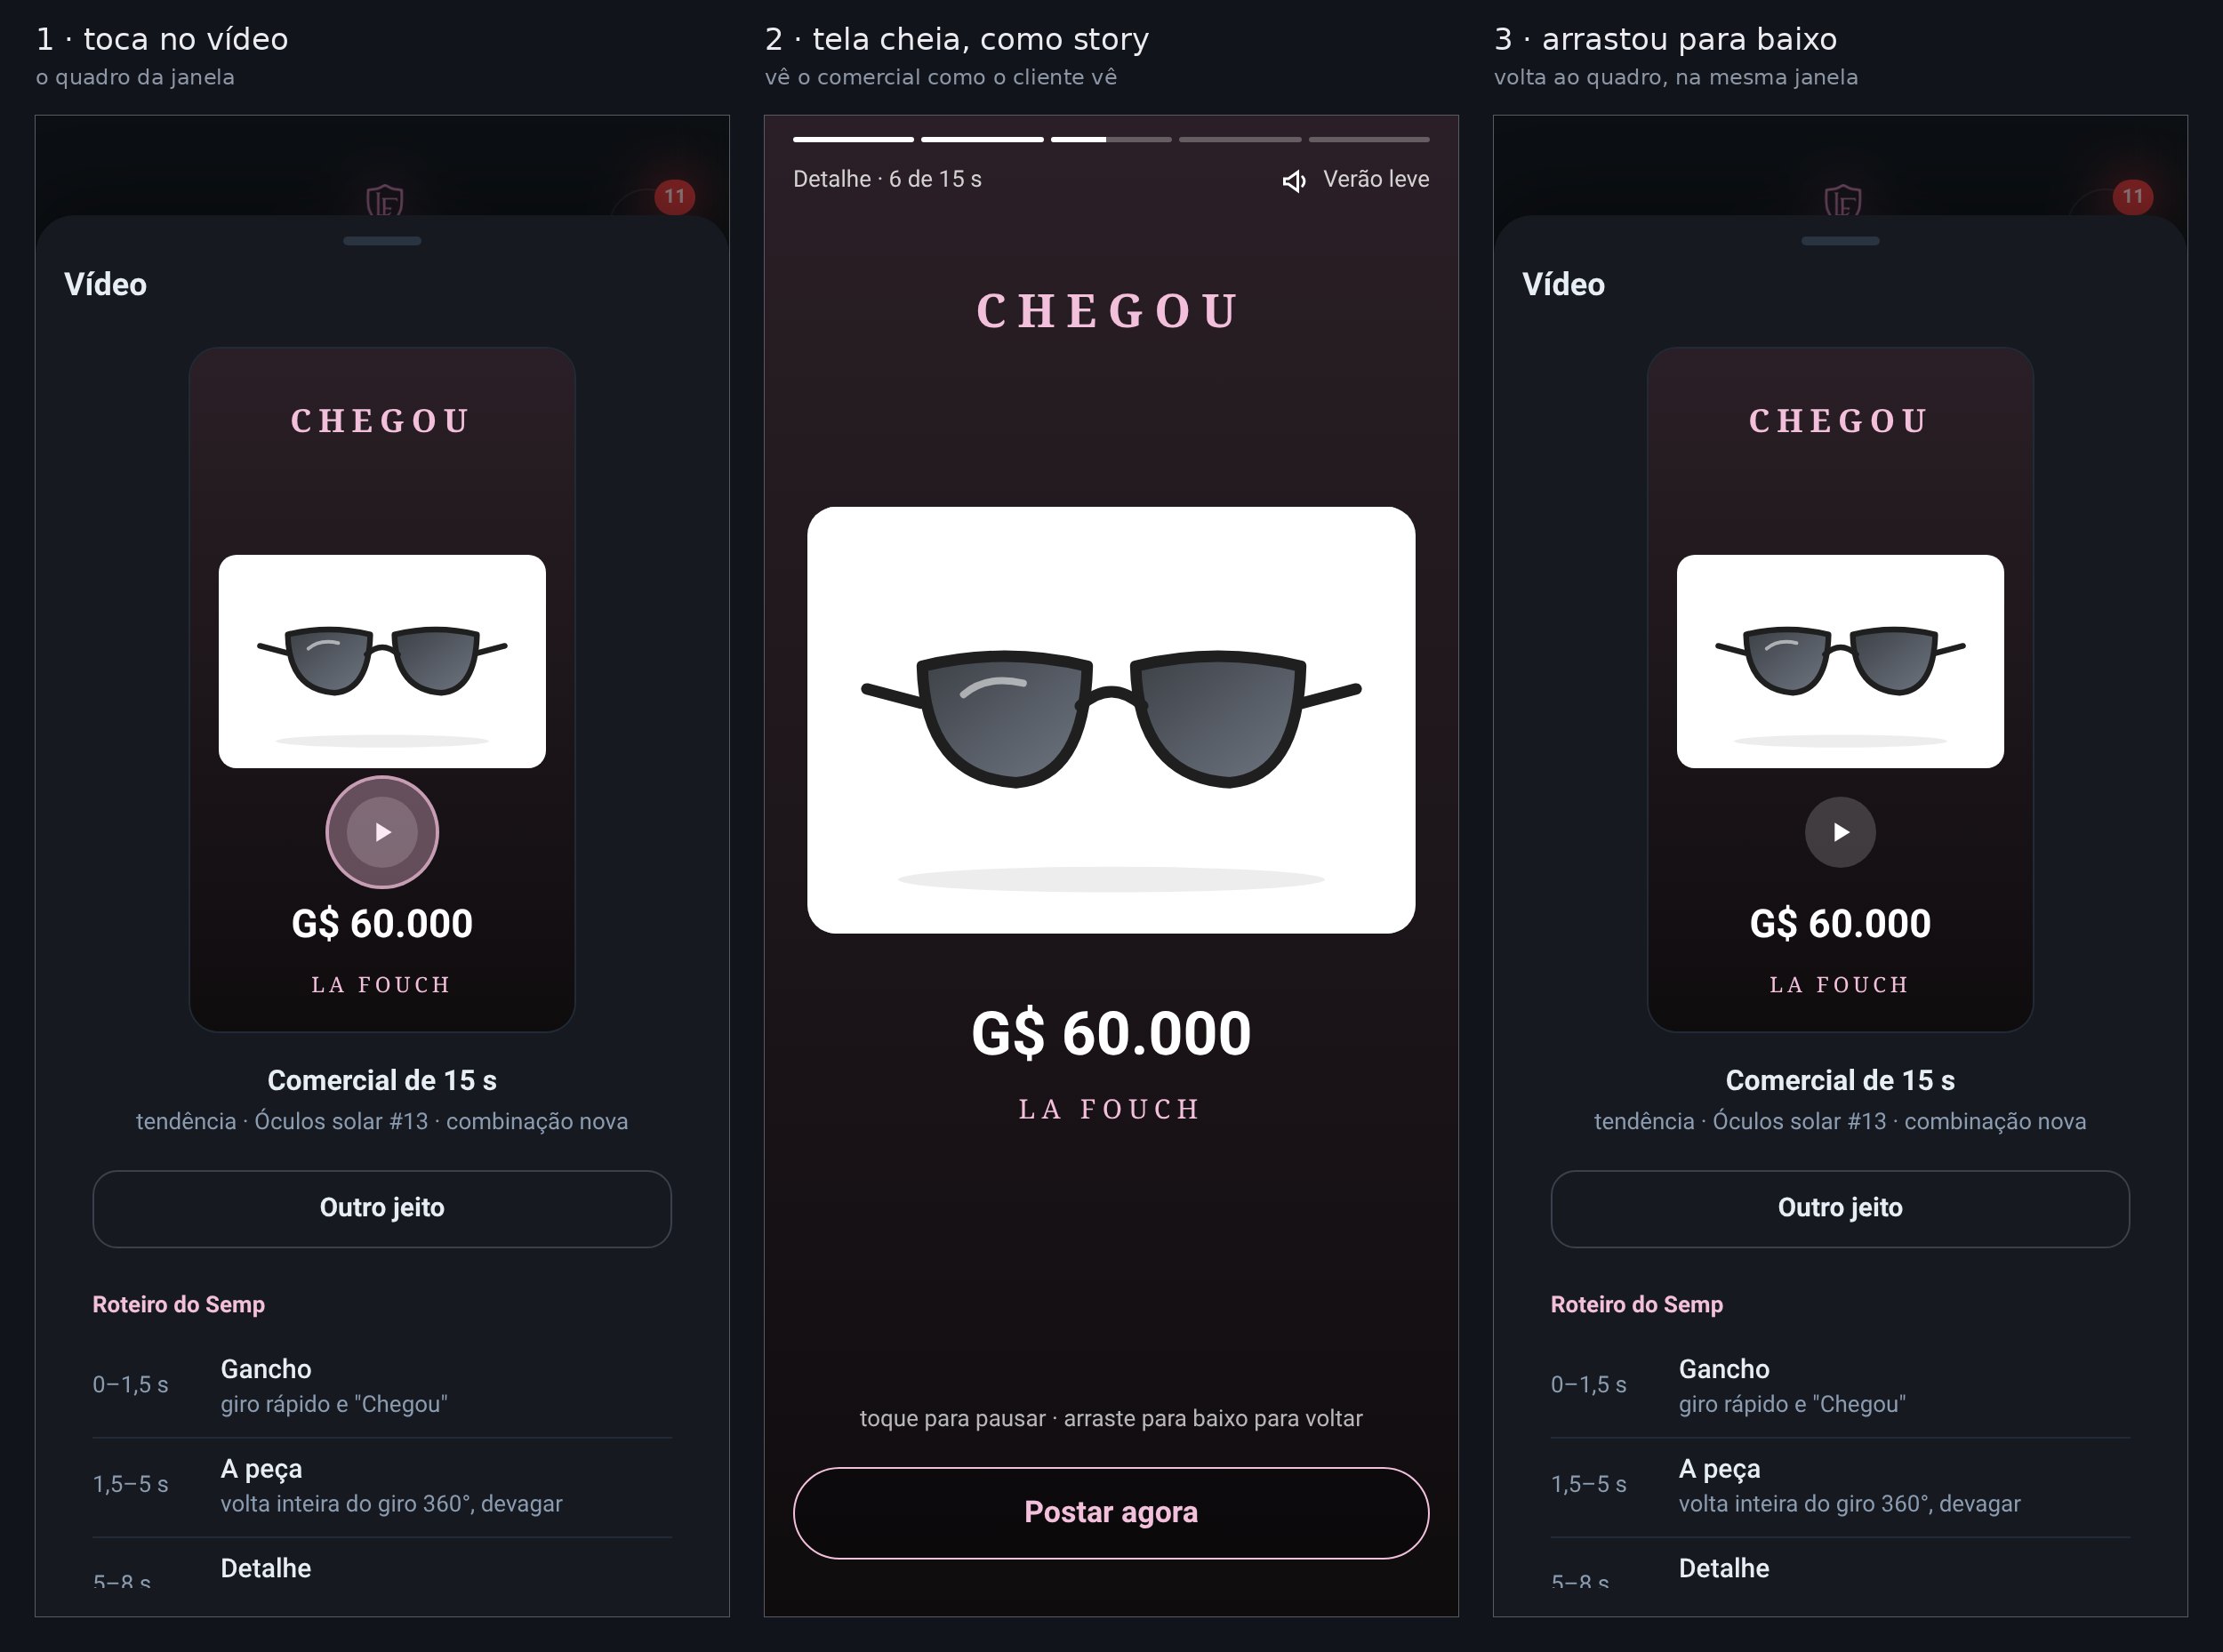 1 · toca no vídeo
o quadro da janela
11
Vídeo
CHEGOU
G$ 60.000
LA FOUCH
Comercial de 15 s
tendência · Óculos solar #13 · combinação nova
Outro jeito
Roteiro do Semp
0–1,5 s
Gancho
giro rápido e "Chegou"
1,5–5 s
A peça
volta inteira do giro 360°, devagar
5–8 s
Detalhe
2 · tela cheia, como story
vê o comercial como o cliente vê
Detalhe · 6 de 15 s
Verão leve
CHEGOU
G$ 60.000
LA FOUCH
toque para pausar · arraste para baixo para voltar
Postar agora
3 · arrastou para baixo
volta ao quadro, na mesma janela
11
Vídeo
CHEGOU
G$ 60.000
LA FOUCH
Comercial de 15 s
tendência · Óculos solar #13 · combinação nova
Outro jeito
Roteiro do Semp
0–1,5 s
Gancho
giro rápido e "Chegou"
1,5–5 s
A peça
volta inteira do giro 360°, devagar
5–8 s
Detalhe